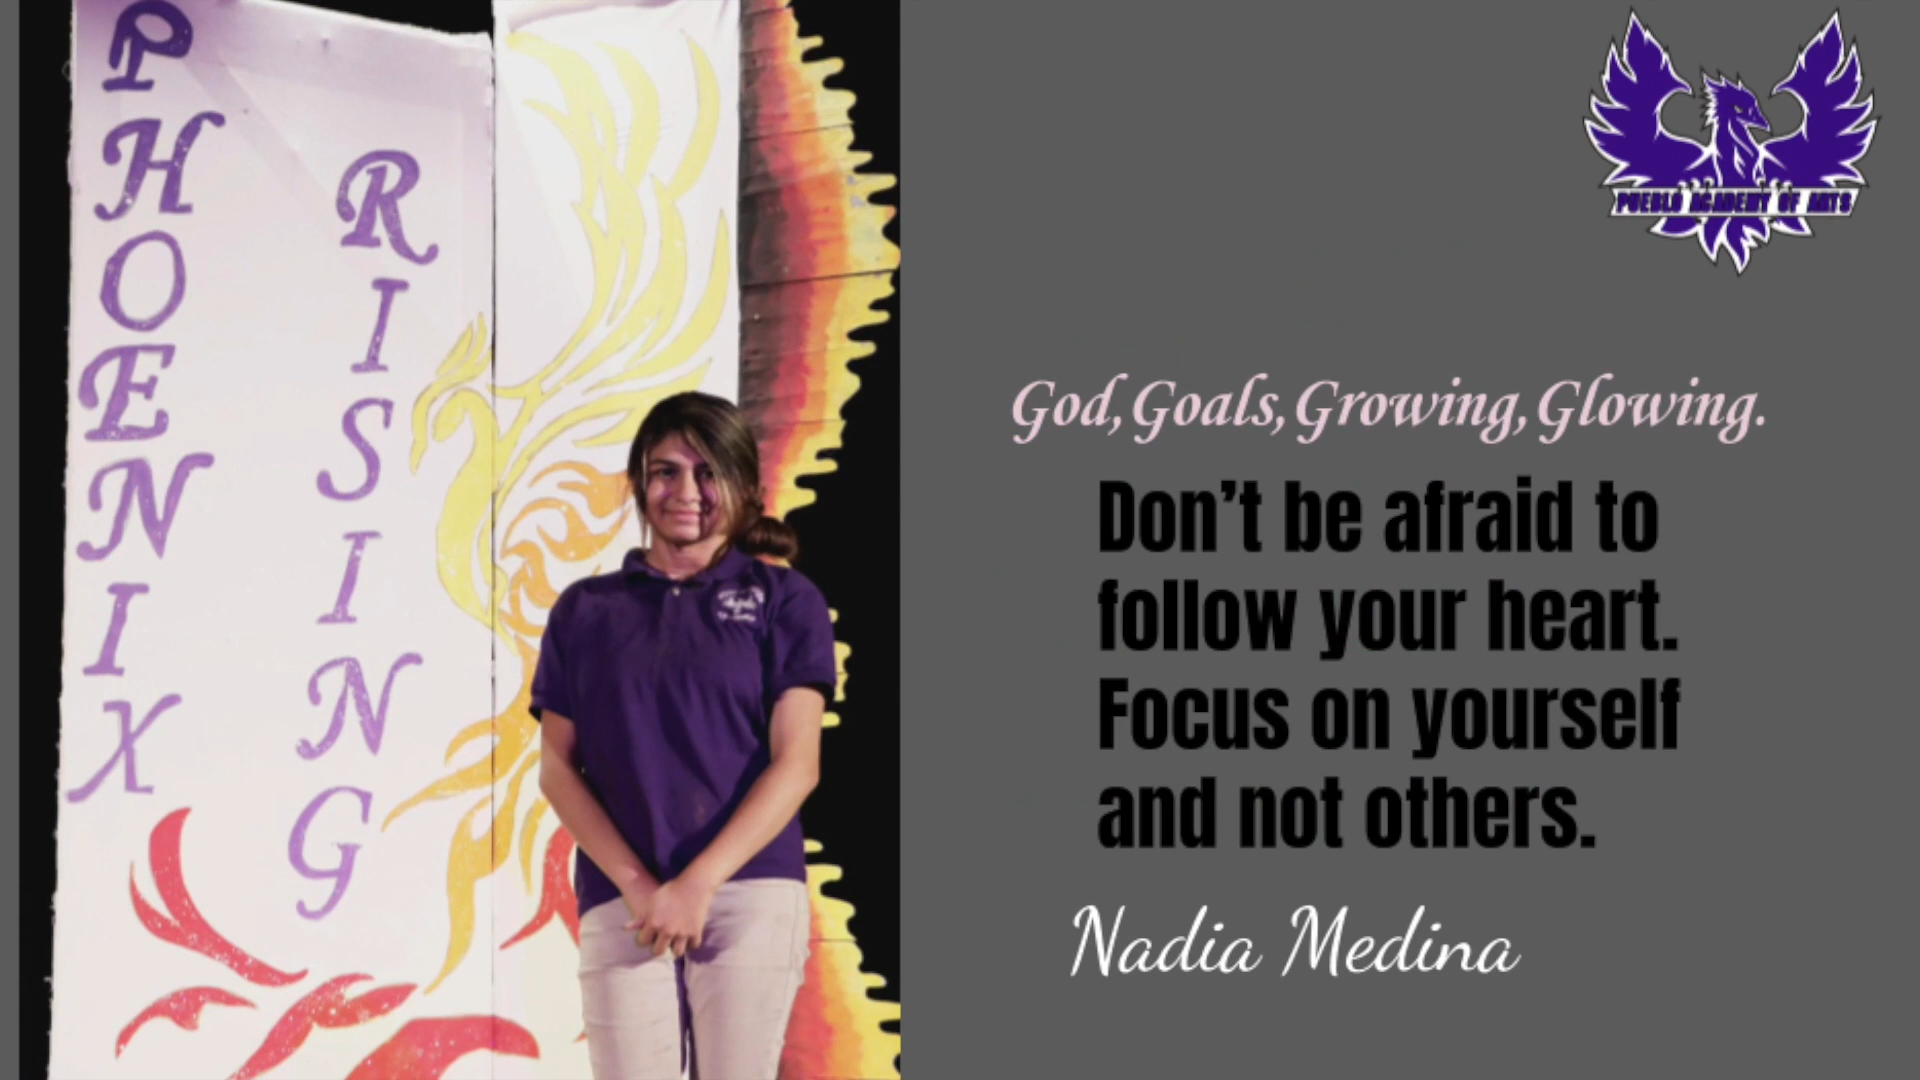 PHOENIX
RISING
PUEBLO ACADEMY OF ARTS
God, Goals, Growing, Glowing.
Don’t be afraid to
follow your heart.
Focus on yourself
and not others.
Nadia Medina